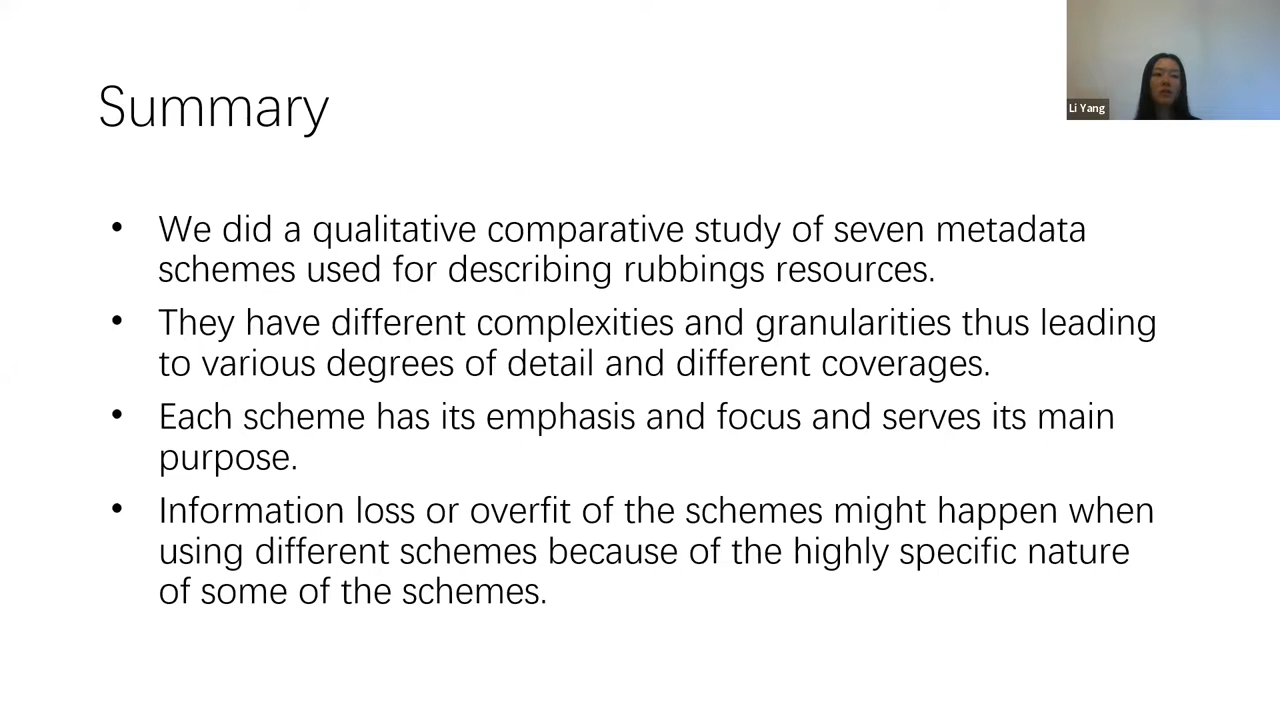 Summary
Li Yang
• We did a qualitative comparative study of seven metadata
schemes used for describing rubbings resources.
• They have different complexities and granularities thus leading
to various degrees of detail and different coverages.
• Each scheme has its emphasis and focus and serves its main
purpose.
• Information loss or overfit of the schemes might happen when
using different schemes because of the highly specific nature
of some of the schemes.